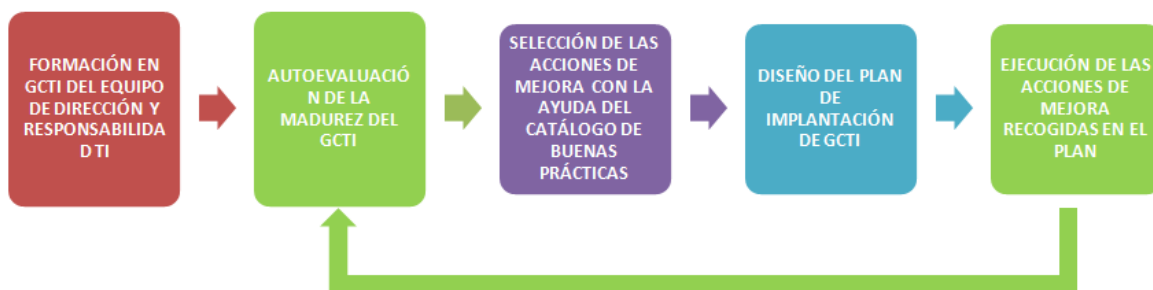 FORMACIÓN EN
GCTI DEL EQUIPO
DE DIRECCIÓN Y
RESPONSABILIDA
D TI
AUTOEVALUACIÓ
N DE LA
MADUREZ DEL
GCTI
SELECCIÓN DE LAS
ACCIONES DE
MEJORA CON LA
AYUDA DEL
CATÁLOGO DE
BUENAS
PRÁCTICAS
DISEÑO DEL PLAN
DE
IMPLANTACIÓN
DE GCTI
EJECUCIÓN DE LAS
ACCIONES DE
MEJORA
RECOGIDAS EN EL
PLAN